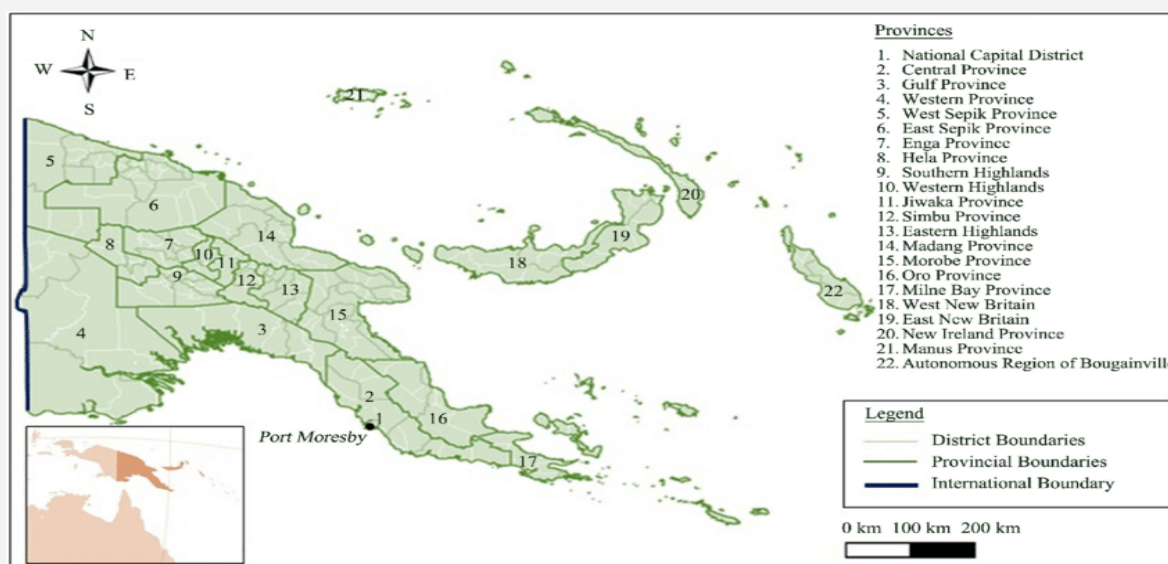 N
W E
S
Provinces
1. National Capital District
2. Central Province
3. Gulf Province
4. Western Province
5. West Sepik Province
6. East Sepik Province
7. Enga Province
8. Hela Province
9. Southern Highlands
10. Western Highlands
11. Jiwaka Province
12. Simbu Province
13. Eastern Highlands
14. Madang Province
15. Morobe Province
16. Oro Province
17. Milne Bay Province
18. West New Britain
19. East New Britain
20. New Ireland Province
21. Manus Province
22. Autonomous Region of Bougainville
21
5
20
6
14
19
8
7
10
18
11
9
12
13
22
15
4
3
2
1
16
Port Moresby
17
Legend
District Boundaries
Provincial Boundaries
International Boundary
0 km 100 km 200 km